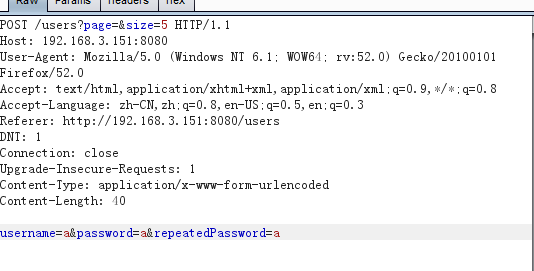 Raw Params Headers Hex
POST /users?page=&size=5 HTTP/1.1
Host: 192.168.3.151:8080
User-Agent: Mozilla/5.0 (Windows NT 6.1; WOW64; rv:52.0) Gecko/20100101
Firefox/52.0
Accept: text/html,application/xhtml+xml,application/xml;q=0.9,*/*;q=0.8
Accept-Language: zh-CN,zh;q=0.8,en-US;q=0.5,en;q=0.3
Referer: http://192.168.3.151:8080/users
DNT: 1
Connection: close
Upgrade-Insecure-Requests: 1
Content-Type: application/x-www-form-urlencoded
Content-Length: 40
username=a&password=a&repeatedPassword=a